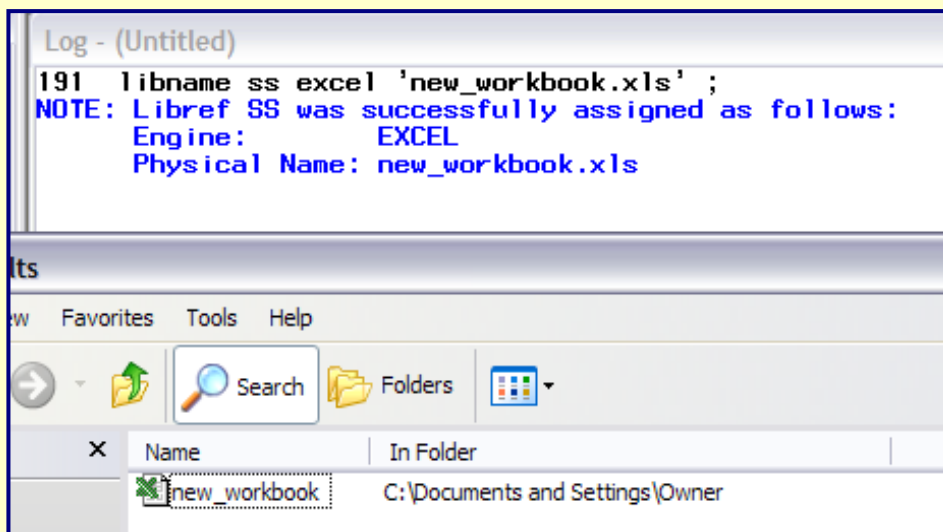 Log - (Untitled)
191 libname ss excel 'new_workbook.xls' ;
NOTE: Libref SS was successfully assigned as follows:
Engine: EXCEL
Physical Name: new_workbook.xls
lts
Favorites Tools Help
Search Folders
X Name In Folder
new_workbook C:\Documents and Settings\Owner